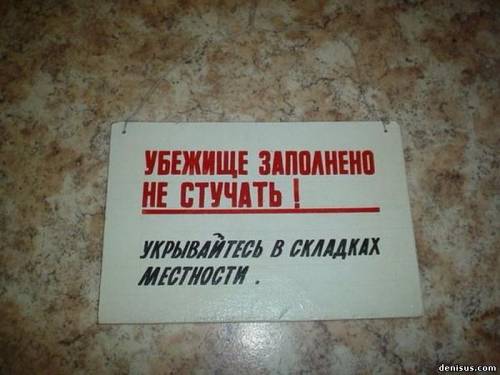 УБЕЖИЩЕ ЗАПОЛНЕНО
НЕ СТУЧАТЬ !
УКРЫВАЙТЕСЬ В СКЛАДКАХ
МЕСТНОСТИ .
denisus.com